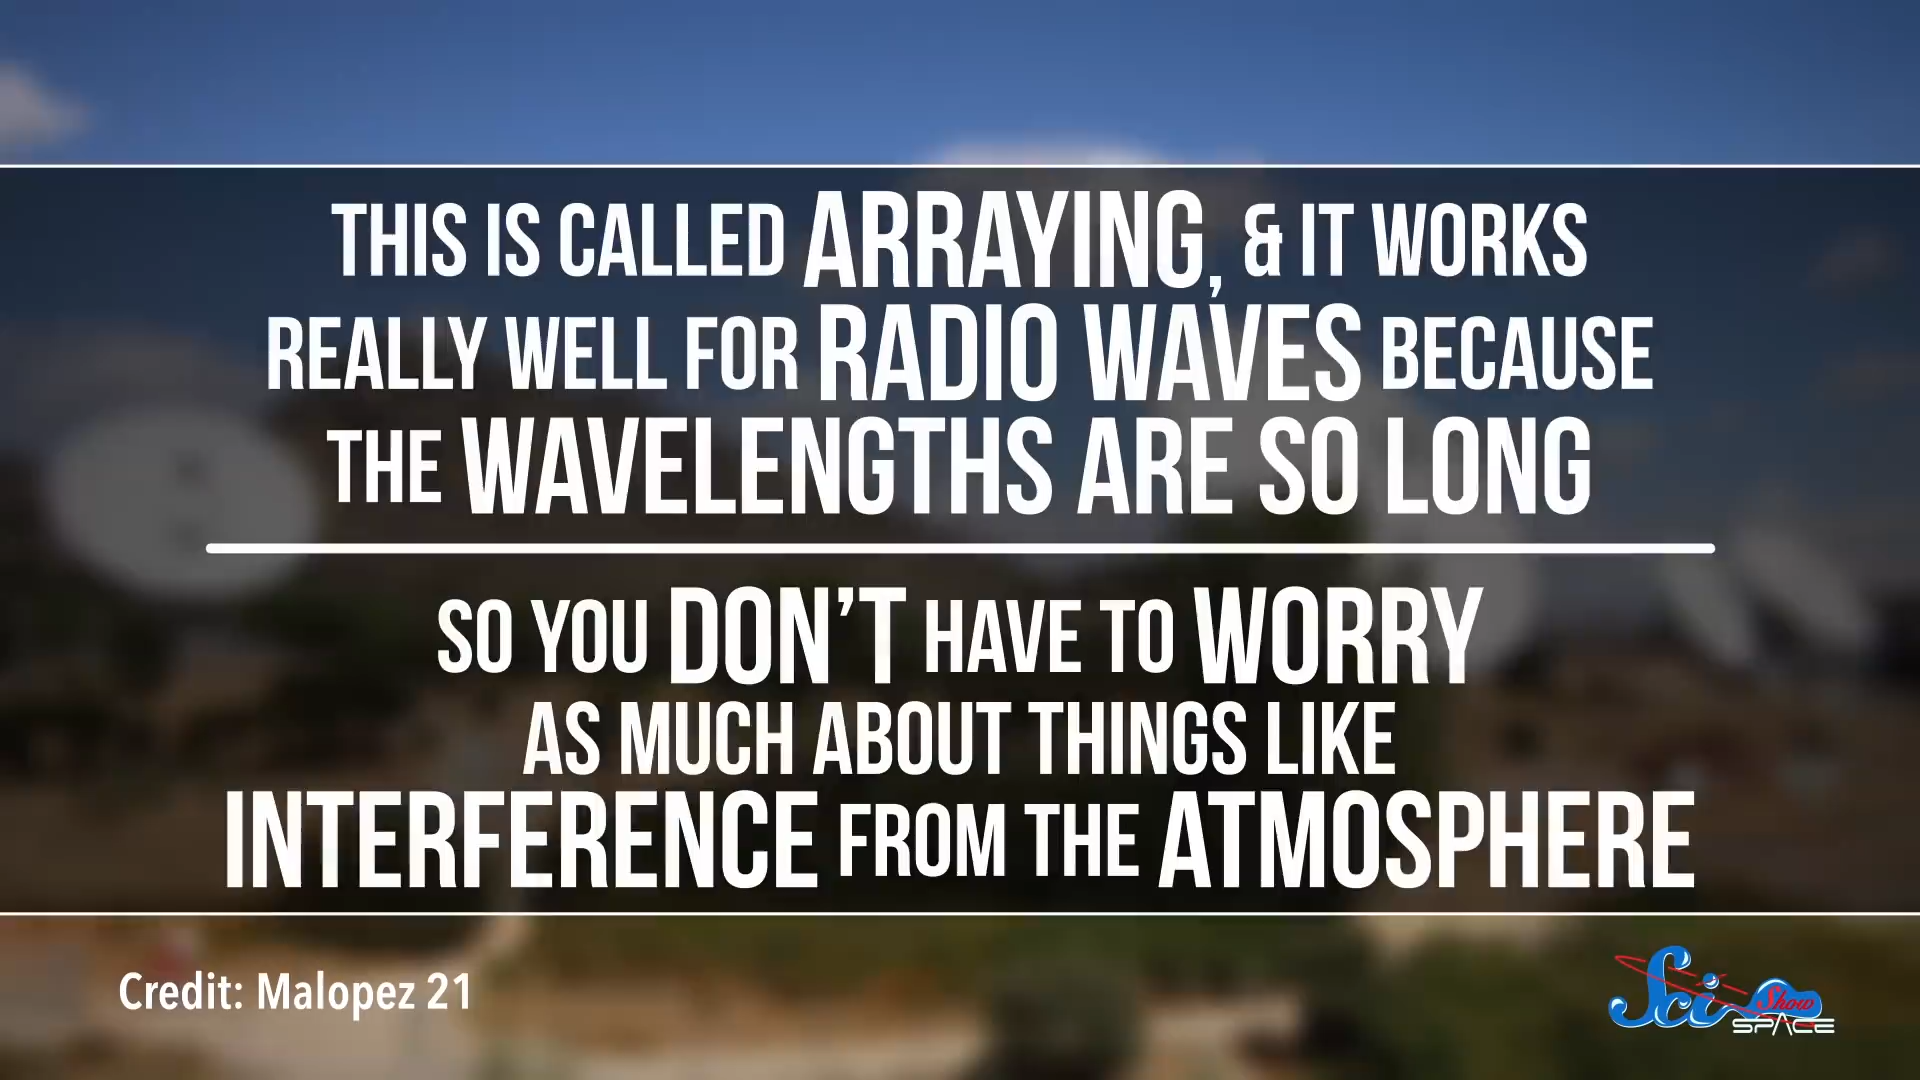 THIS IS CALLED ARRAYING, & IT WORKS
REALLY WELL FOR RADIO WAVES BECAUSE
THE WAVELENGTHS ARE SO LONG
SO YOU DON'T HAVE TO WORRY
AS MUCH ABOUT THINGS LIKE
INTERFERENCE FROM THE ATMOSPHERE
Credit: Malopez 21
Sci Show
SPACE